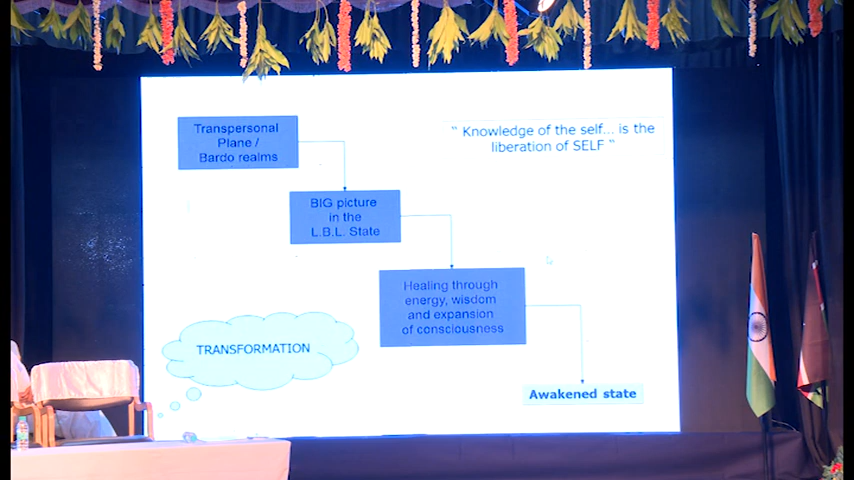 Transpersonal
Plane /
Bardo realms
" Knowledge of the self... is the
liberation of SELF "
BIG picture
in the
L.B.L. State
Healing through
energy, wisdom
and expansion
of consciousness
TRANSFORMATION
Awakened state